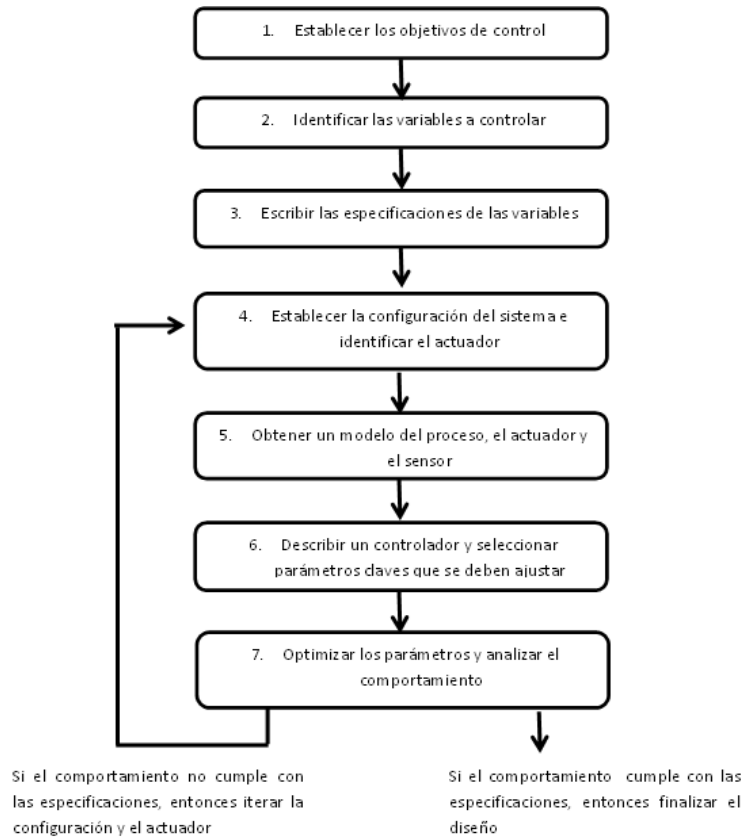 1. Establecer los objetivos de control
2. Identificar las variables a controlar
3. Escribir las especificaciones de las variables
4. Establecer la configuración del sistema e
identificar el actuador
5. Obtener un modelo del proceso, el actuador y
el sensor
6. Describir un controlador y seleccionar
parámetros claves que se deben ajustar
7. Optimizar los parámetros y analizar el
comportamiento
Si el comportamiento no cumple con
las especificaciones, entonces iterar la
configuración y el actuador
Si el comportamiento cumple con las
especificaciones, entonces finalizar el
diseño